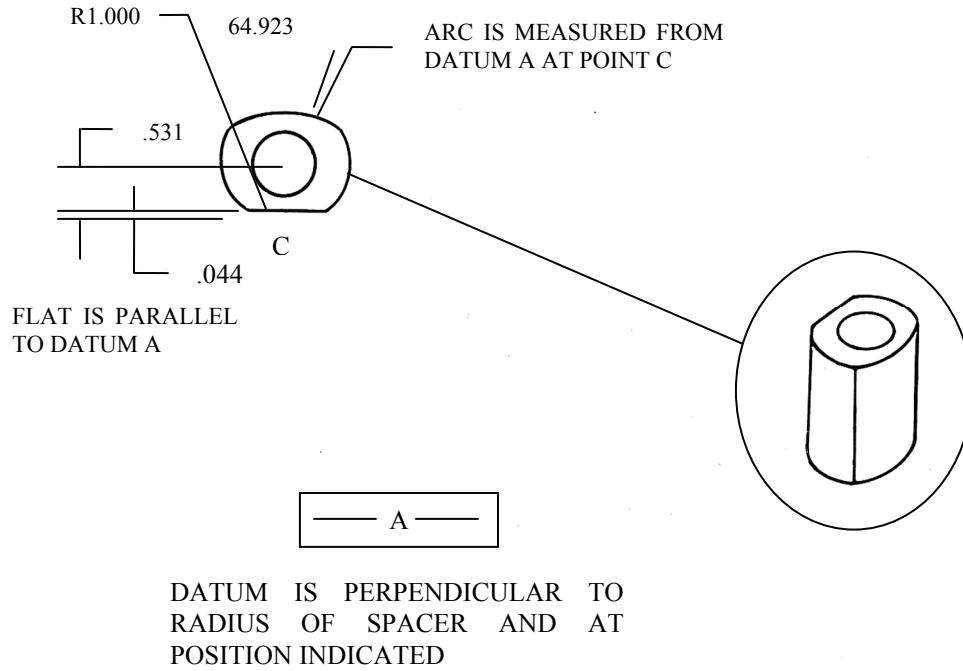 R1.000
64.923
ARC IS MEASURED FROM
DATUM A AT POINT C
.531
C
.044
FLAT IS PARALLEL
TO DATUM A
A
DATUM IS PERPENDICULAR TO
RADIUS OF SPACER AND AT
POSITION INDICATED